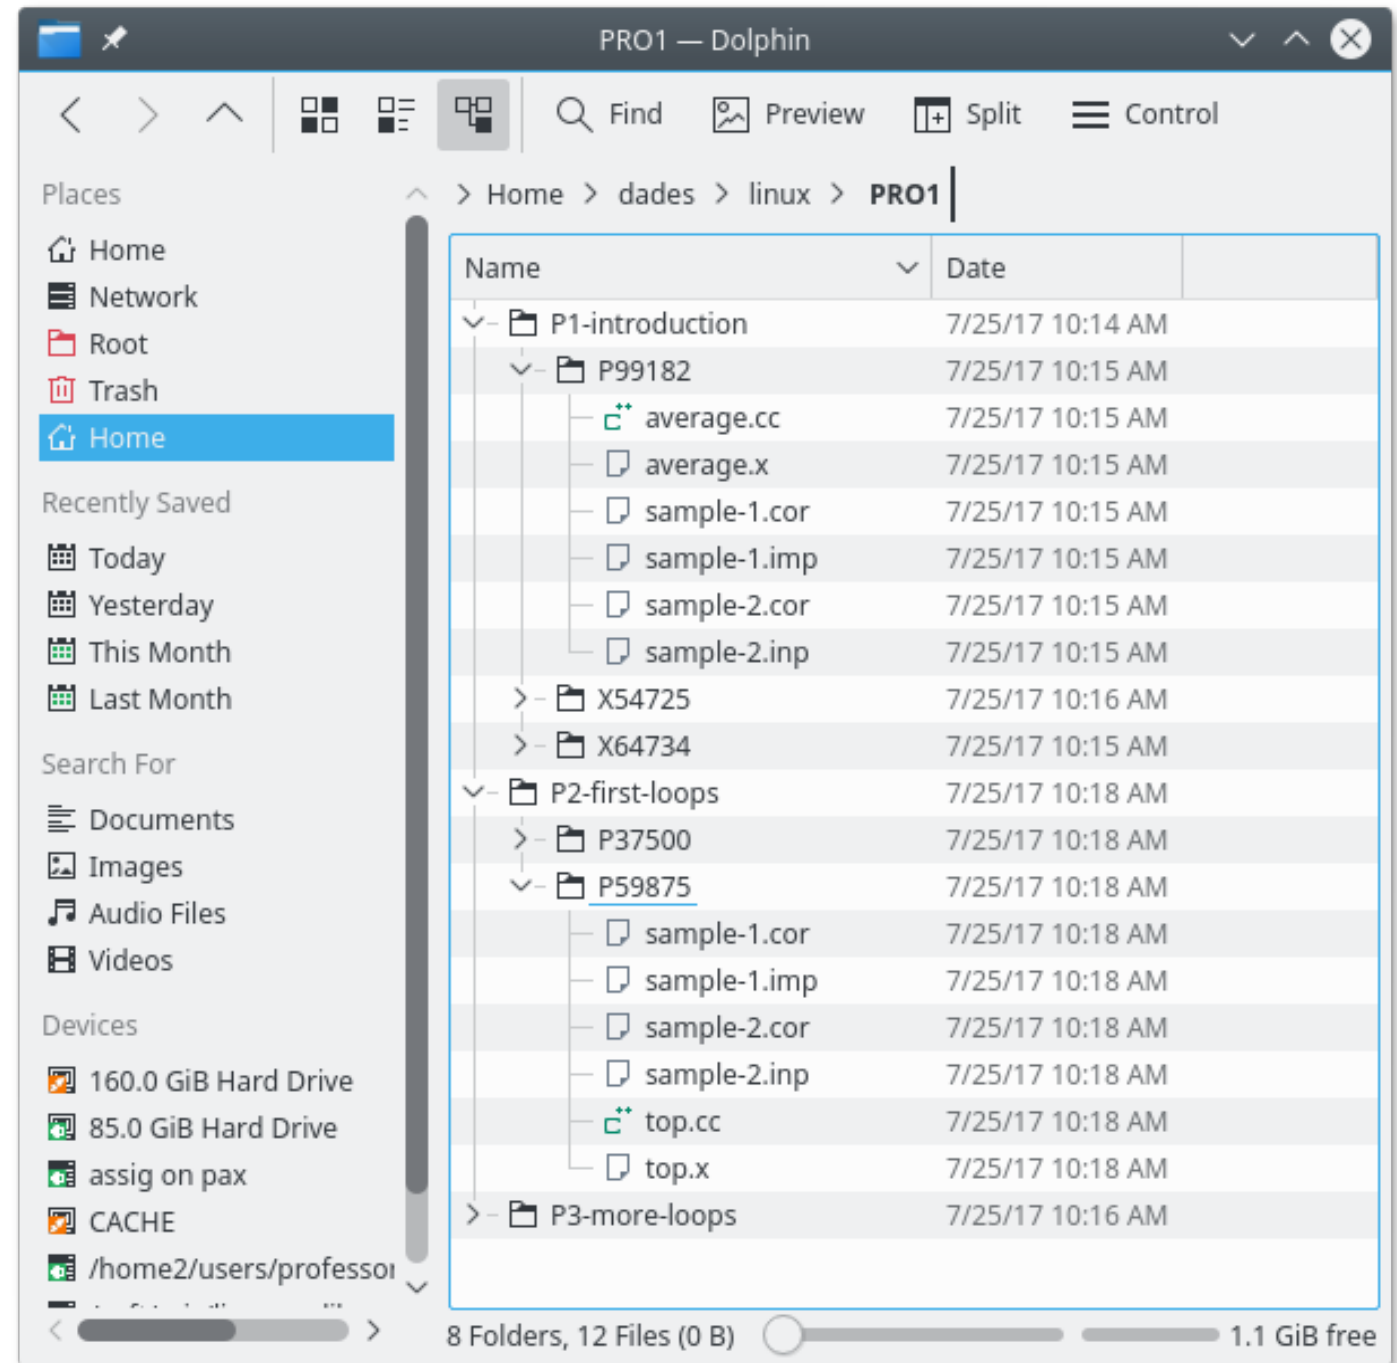 PRO1 — Dolphin
Find Preview Split Control
Places
Home
Network
Root
Trash
Home
Recently Saved
Today
Yesterday
This Month
Last Month
Search For
Documents
Images
Audio Files
Videos
Devices
160.0 GiB Hard Drive
85.0 GiB Hard Drive
assig on pax
CACHE
/home2/users/professor
> Home > dades > linux > PRO1
Name Date
P1-introduction 7/25/17 10:14 AM
P99182 7/25/17 10:15 AM
average.cc 7/25/17 10:15 AM
average.x 7/25/17 10:15 AM
sample-1.cor 7/25/17 10:15 AM
sample-1.imp 7/25/17 10:15 AM
sample-2.cor 7/25/17 10:15 AM
sample-2.inp 7/25/17 10:15 AM
X54725 7/25/17 10:16 AM
X64734 7/25/17 10:15 AM
P2-first-loops 7/25/17 10:18 AM
P37500 7/25/17 10:18 AM
P59875 7/25/17 10:18 AM
sample-1.cor 7/25/17 10:18 AM
sample-1.imp 7/25/17 10:18 AM
sample-2.cor 7/25/17 10:18 AM
sample-2.inp 7/25/17 10:18 AM
top.cc 7/25/17 10:18 AM
top.x 7/25/17 10:18 AM
P3-more-loops 7/25/17 10:16 AM
8 Folders, 12 Files (0 B) 1.1 GiB free